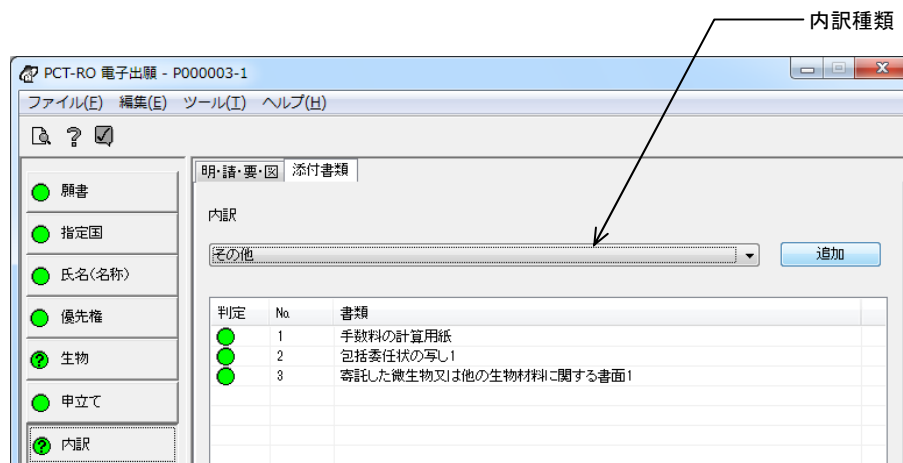 内訳種類
PCT-RO 電子出願 - P000003-1
ファイル(F) 編集(E) ツール(T) ヘルプ(H)
明・請・要・図 添付書類
願書
指定国
氏名(名称)
優先権
生物
申立て
内訳
内訳
その他 追加
判定 No. 書類
1 手数料の計算用紙
2 包括委任状の写し1
3 寄託した微生物又は他の生物材料に関する書面1